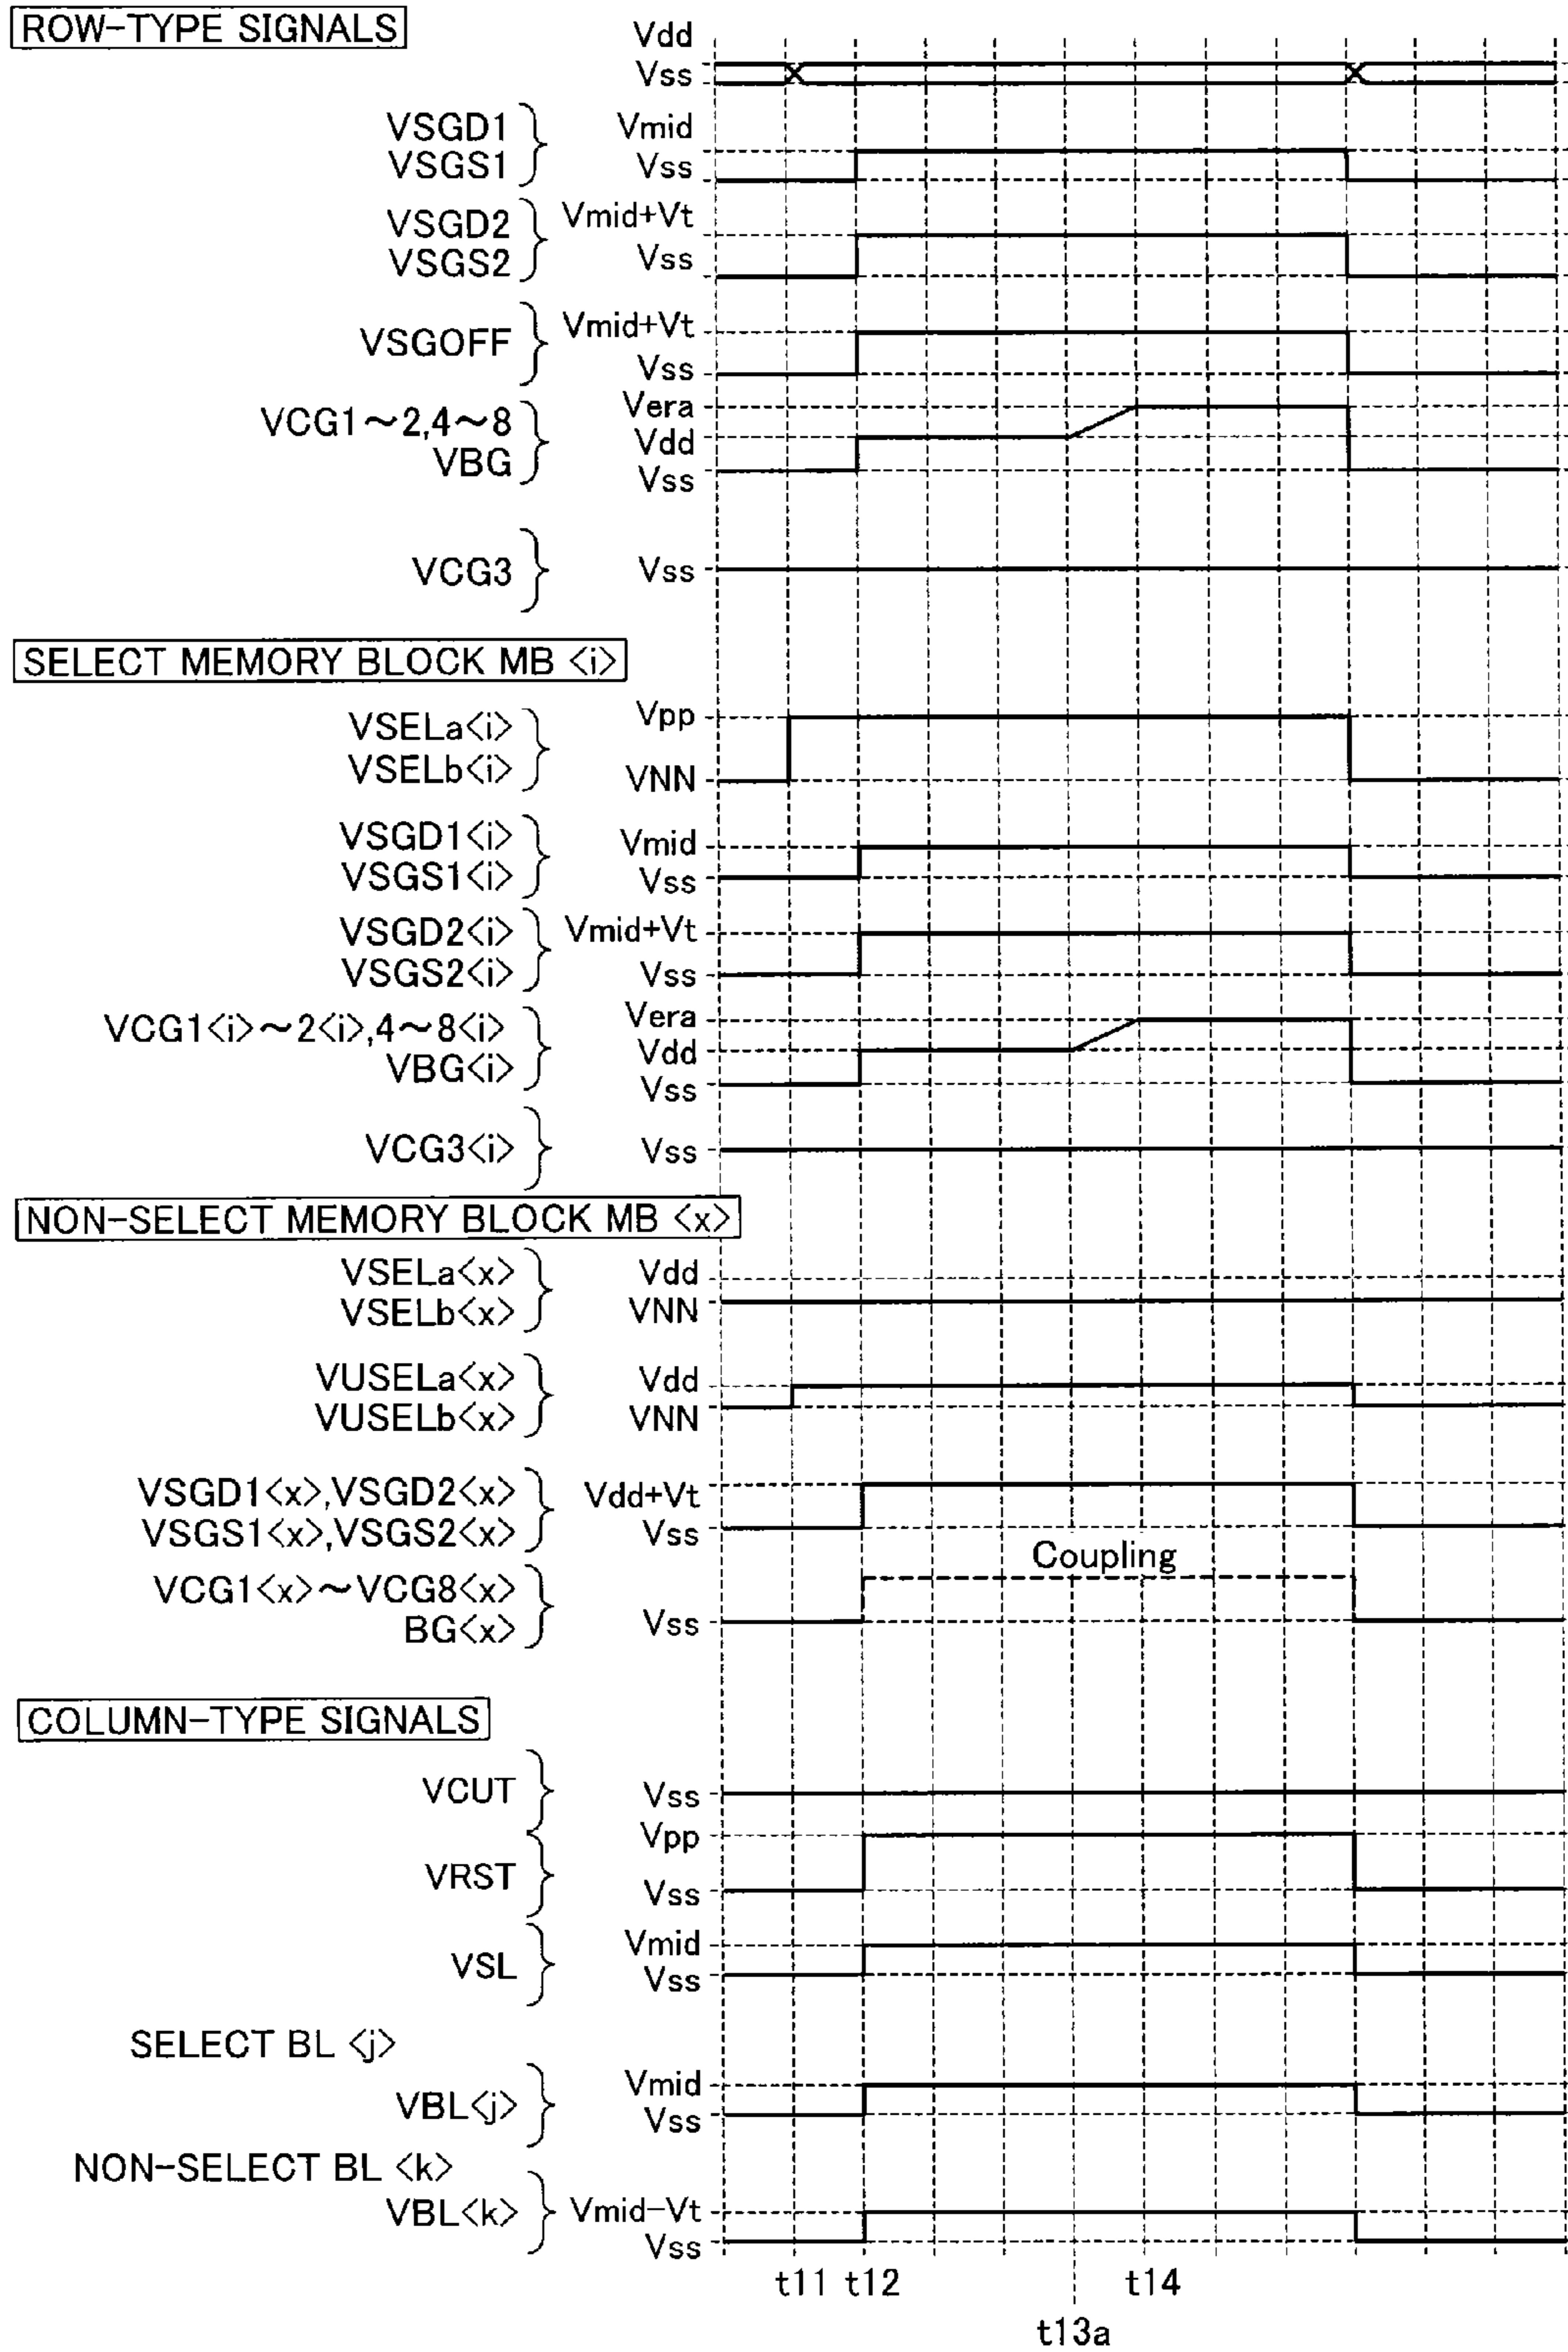 ROW-TYPE SIGNALS
Vdd
Vss
VSGD1
VSGS1
Vmid
Vss
VSGD2
VSGS2
Vmid+Vt
Vss
VSGOFF
Vmid+Vt
Vss
VCG1～2,4～8
VBG
Vera
Vdd
Vss
VCG3
Vss
SELECT MEMORY BLOCK MB <i>
VSELa<i>
VSELb<i>
Vpp
VNN
VSGD1<i>
VSGS1<i>
Vmid
Vss
VSGD2<i>
VSGS2<i>
Vmid+Vt
Vss
VCG1<i>～2<i>,4～8<i>
VBG<i>
Vera
Vdd
Vss
VCG3<i>
Vss
NON-SELECT MEMORY BLOCK MB <x>
VSELa<x>
VSELb<x>
Vdd
VNN
VUSELa<x>
VUSELb<x>
Vdd
VNN
VSGD1<x>,VSGD2<x>
VSGS1<x>,VSGS2<x>
Vdd+Vt
Vss
Coupling
VCG1<x>～VCG8<x>
BG<x>
Vss
COLUMN-TYPE SIGNALS
VCUT
Vss
VRST
Vpp
Vss
VSL
Vmid
Vss
SELECT BL <j>
VBL<j>
Vmid
Vss
NON-SELECT BL <k>
VBL<k>
Vmid-Vt
Vss
t11 t12 t14
t13a